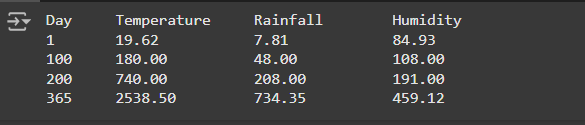 Day Temperature Rainfall Humidity
1 19.62 7.81 84.93
100 180.00 48.00 108.00
200 740.00 208.00 191.00
365 2538.50 734.35 459.12